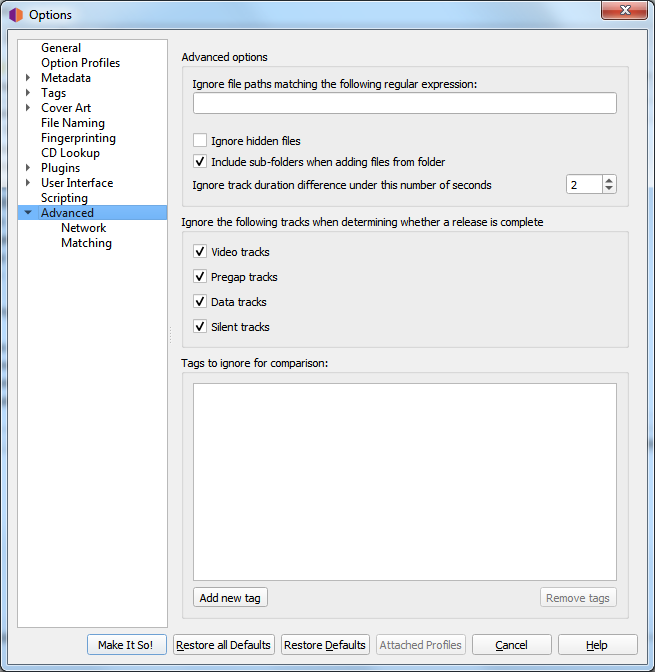 Options
General
Option Profiles
Metadata
Tags
Cover Art
File Naming
Fingerprinting
CD Lookup
Plugins
User Interface
Scripting
Advanced
Network
Matching
Advanced options
Ignore file paths matching the following regular expression:
Ignore hidden files
Include sub-folders when adding files from folder
Ignore track duration difference under this number of seconds
2
Ignore the following tracks when determining whether a release is complete
Video tracks
Pregap tracks
Data tracks
Silent tracks
Tags to ignore for comparison:
Add new tag
Remove tags
Make It So!
Restore all Defaults
Restore Defaults
Attached Profiles
Cancel
Help